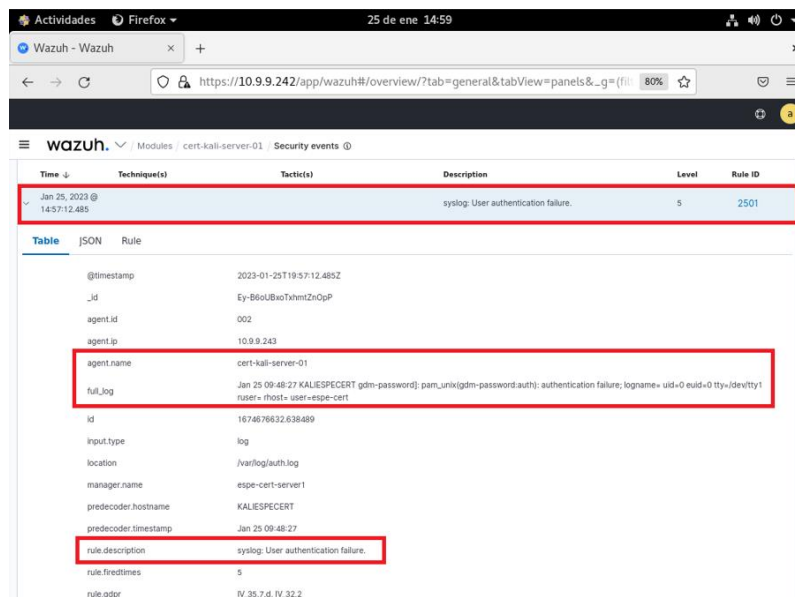 Actividades Firefox 25 de ene 14:59
Wazuh - Wazuh × +
https://10.9.9.242/app/wazuh#/overview/?tab=general&tabView=panels&_g=(fil 80%
a
wazuh. / Modules / cert-kali-server-01 / Security events
Time Technique(s) Tactic(s) Description Level Rule ID
Jan 25, 2023 @
14:57:12.485 syslog: User authentication failure. 5 2501
Table JSON Rule
@timestamp 2023-01-25T19:57:12.485Z
_id Ey-B6oUBxoTxhmtZnOpP
agent.id 002
agent.ip 10.9.9.243
agent.name cert-kali-server-01
full_log Jan 25 09:48:27 KALIESPECERT gdm-password]: pam_unix(gdm-password:auth): authentication failure; logname= uid=0 euid=0 tty=/dev/tty1
ruser= rhost= user=espe-cert
id 1674676632.638489
input.type log
location /var/log/auth.log
manager.name espe-cert-server1
predecoder.hostname KALIESPECERT
predecoder.timestamp Jan 25 09:48:27
rule.description syslog: User authentication failure.
rule.firedtimes 5
rule.gdpr IV_35.7.d, IV_32.2